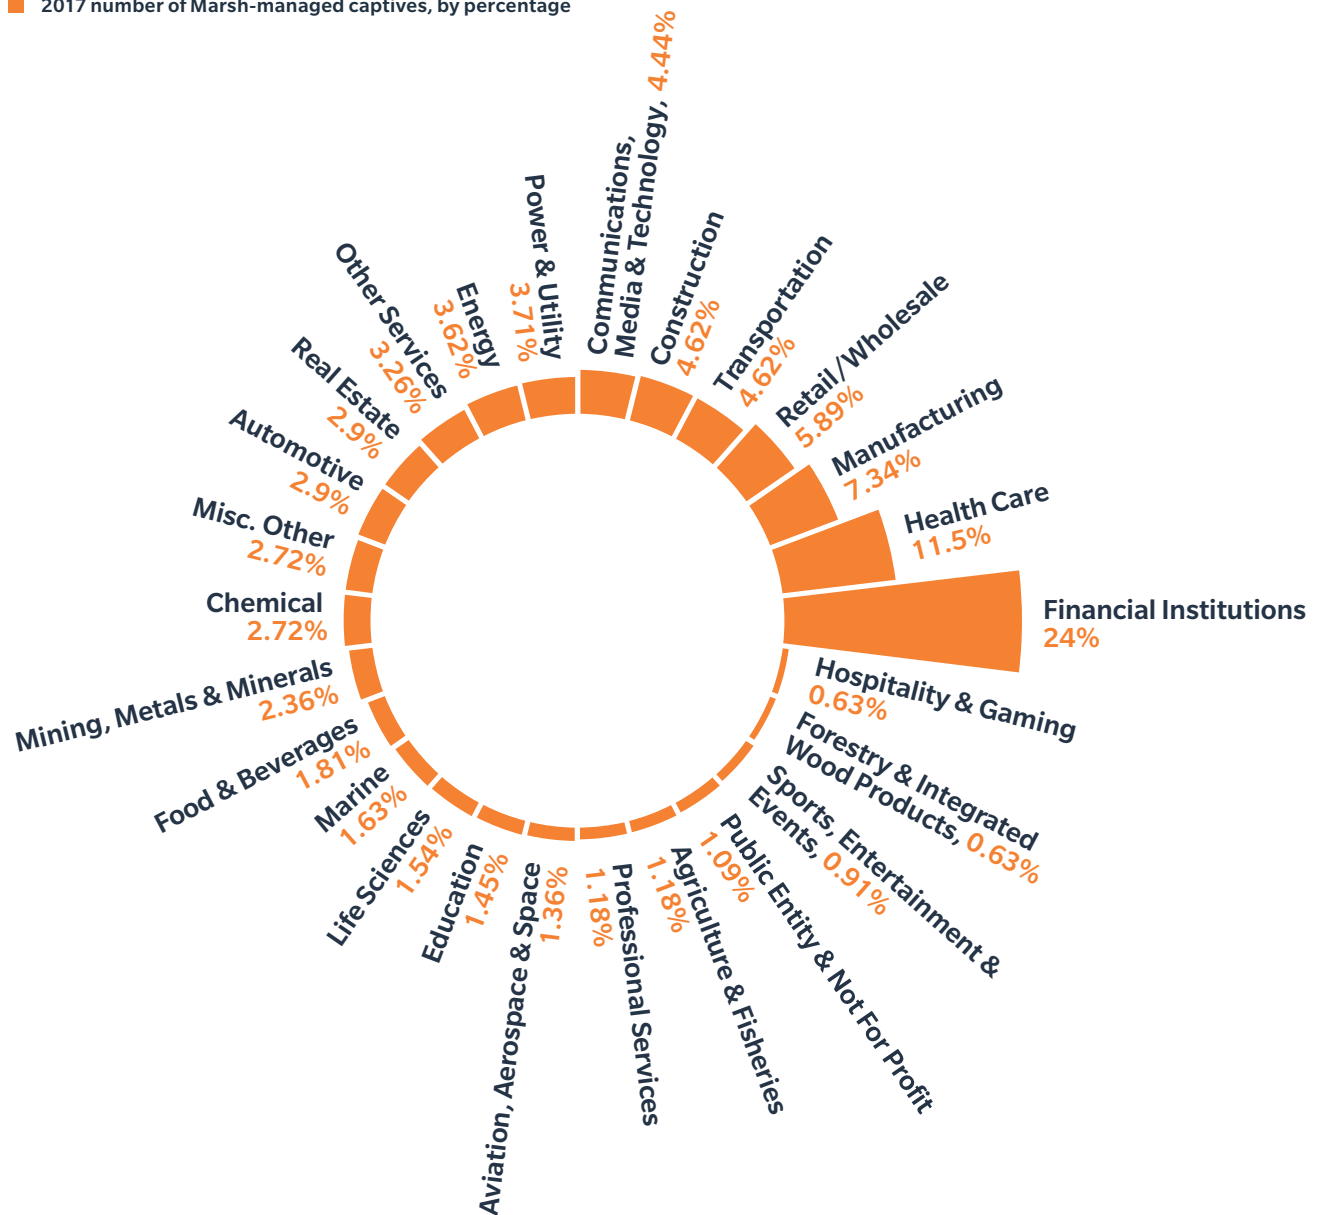 2017 number of Marsh-managed captives, by percentage
Communications,
Media & Technology, 4.44%
Construction
4.62%
Transportation
4.62%
Retail/Wholesale
5.89%
Manufacturing
7.34%
Health Care
11.5%
Financial Institutions
24%
Hospitality & Gaming
0.63%
Forestry & Integrated
Wood Products, 0.63%
Sports, Entertainment &
Events, 0.91%
Public Entity & Not For Profit
1.09%
Agriculture & Fisheries
1.18%
Professional Services
1.18%
Aviation, Aerospace & Space
1.36%
Education
1.45%
Life Sciences
1.54%
Marine
1.63%
Food & Beverages
1.81%
Mining, Metals & Minerals
2.36%
Chemical
2.72%
Misc. Other
2.72%
Automotive
2.9%
Real Estate
2.9%
Other Services
3.26%
Energy
3.62%
Power & Utility
3.71%